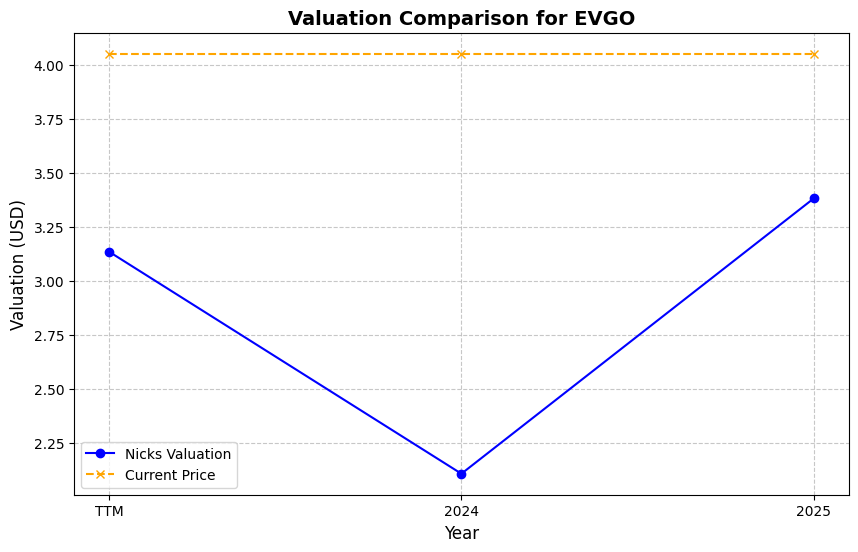 Valuation Comparison for EVGO
Valuation (USD)
4.00
3.75
3.50
3.25
3.00
2.75
2.50
2.25
Nicks Valuation
Current Price
TTM
2024
2025
Year